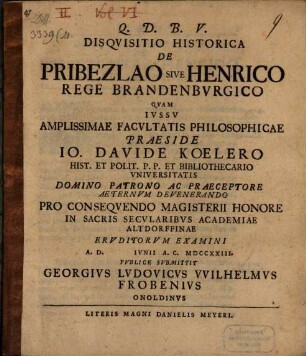 Q. D. B. V.
DISQVISITIO HISTORICA
DE
PRIBEZLAO SIVE HENRICO
REGE BRANDENBVRGICO
QVAM
IVSSV
AMPLISSIMAE FACVLTATIS PHILOSOPHICAE
PRAESIDE
IO. DAVIDE KOELERO
HIST. ET POLIT. P. P. ET BIBLIOTHECARIO
VNIVERSITATIS
DOMINO PATRONO AC PRAECEPTORE
AETERNVM DEVENERANDO
PRO CONSEQVENDO MAGISTERII HONORE
IN SACRIS SECVLARIBVS ACADEMIAE
ALTDORFFINAE
ERVDITORVM EXAMINI
A. D. IVNII A. C. MDCCXXIII.
PVBLICE SVBMITTIT
GEORGIVS LVDOVICVS VVILHELMVS
FROBENIVS
ONOLDINVS
LITERIS MAGNI DANIELIS MEYERI.